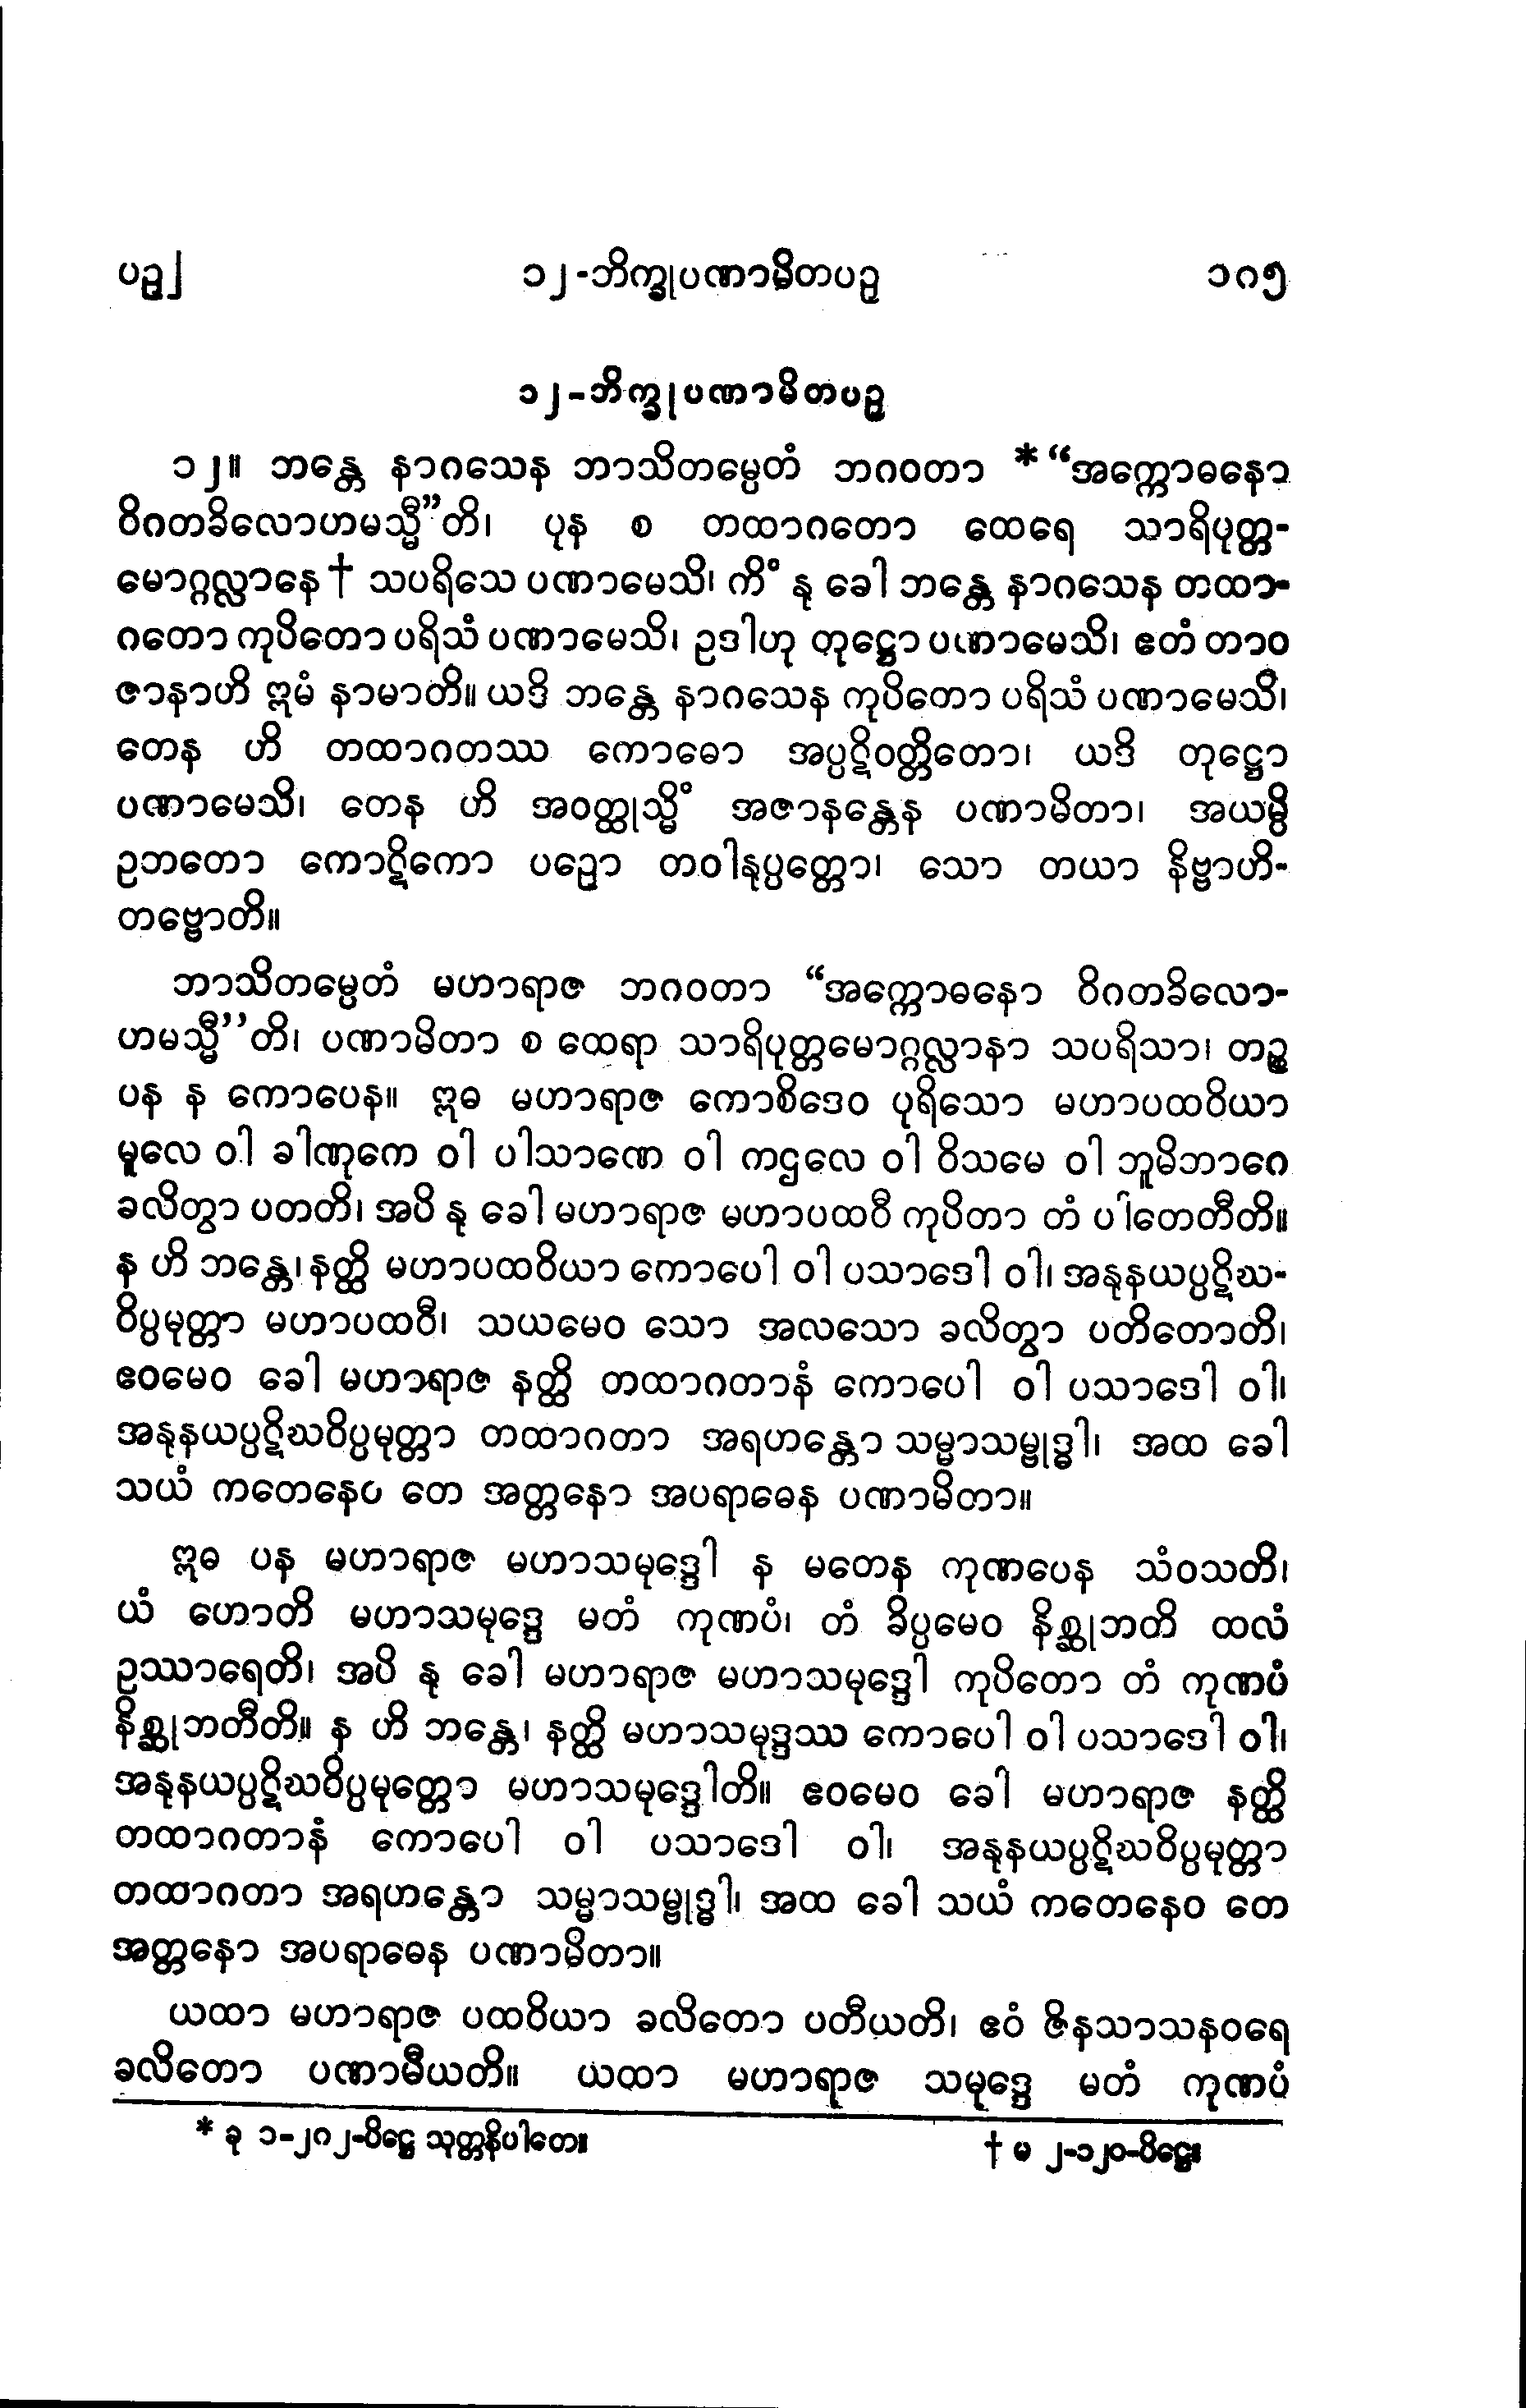 ပဉှ] ၁၂-ဘိက္ခုပဏာမိတပဉှ ၁၈၅
၁၂-ဘိက္ခုပဏာမိတပဉှ
၁၂။ ဘန္တေ နာဂသေန ဘာသိတမ္ပေတံ ဘဂဝတာ * “အက္ကောဓနော
ဝိဂတခိလောဟမသ္မီ”တိ၊ ပုန စ တထာဂတော ထေရေ သာရိပုတ္တ-
မောဂ္ဂလ္လာနေ † သပရိသေ ပဏာမေသိ၊ ကိံ နု ခေါ ဘန္တေ နာဂသေန တထာ-
ဂတော ကုပိတော ပရိသံ ပဏာမေသိ၊ ဥဒါဟု တုဋ္ဌော ပဏာမေသိ၊ ဧတံ တာဝ
ဇာနာဟိ ဣမံ နာမာတိ။ ယဒိ ဘန္တေ နာဂသေန ကုပိတော ပရိသံ ပဏာမေသိ၊
တေန ဟိ တထာဂတဿ ကောဓော အပ္ပဋိဝတ္တိတော၊ ယဒိ တုဋ္ဌော
ပဏာမေသိ၊ တေန ဟိ အဝတ္ထုသ္မိံ အဇာနန္တေန ပဏာမိတာ၊ အယမ္ပိ
ဥဘတော ကောဋိကော ပဉှော တဝါနုပ္ပတ္တော၊ သော တယာ နိဗ္ဗာဟိ-
တဗ္ဗောတိ။
ဘာသိတမ္ပေတံ မဟာရာဇ ဘဂဝတာ “အက္ကောဓနော ဝိဂတခိလော-
ဟမသ္မီ’’တိ၊ ပဏာမိတာ စ ထေရာ သာရိပုတ္တမောဂ္ဂလ္လာနာ သပရိသာ၊ တဉ္စ
ပန န ကောပေန။ ဣဓ မဟာရာဇ ကောစိဒေဝ ပုရိသော မဟာပထဝိယာ
မူလေ ဝါ ခါဏုကေ ဝါ ပါသာဏေ ဝါ ကဌလေ ဝါ ဝိသမေ ဝါ ဘူမိဘာဂေ
ခလိတွာ ပတတိ၊ အပိ နု ခေါ မဟာရာဇ မဟာပထဝီ ကုပိတာ တံ ပါတေတီတိ။
န ဟိ ဘန္တေ၊ နတ္ထိ မဟာပထဝိယာ ကောပေါ ဝါ ပသာဒေါ ဝါ၊ အနုနယပ္ပဋိဃ-
ဝိပ္ပမုတ္တာ မဟာပထဝီ၊ သယမေဝ သော အလသော ခလိတွာ ပတိတောတိ၊
ဧဝမေဝ ခေါ မဟာရာဇ နတ္ထိ တထာဂတာနံ ကောပေါ ဝါ ပသာဒေါ ဝါ၊
အနုနယပ္ပဋိဃဝိပ္ပမုတ္တာ တထာဂတာ အရဟန္တော သမ္မာသမ္ဗုဒ္ဓါ၊ အထ ခေါ
သယံ ကတေနေဝ တေ အတ္တနော အပရာဓေန ပဏာမိတာ။
ဣဓ ပန မဟာရာဇ မဟာသမုဒ္ဒေါ န မတေန ကုဏပေန သံဝသတိ၊
ယံ ဟောတိ မဟာသမုဒ္ဒေ မတံ ကုဏပံ၊ တံ ခိပ္ပမေဝ နိစ္ဆုဘတိ ထလံ
ဥဿာရေတိ၊ အပိ နု ခေါ မဟာရာဇ မဟာသမုဒ္ဒေါ ကုပိတော တံ ကုဏပံ
နိစ္ဆုဘတီတိ။ န ဟိ ဘန္တေ၊ နတ္ထိ မဟာသမုဒ္ဒဿ ကောပေါ ဝါ ပသာဒေါ ဝါ၊
အနုနယပ္ပဋိဃဝိပ္ပမုတ္တော မဟာသမုဒ္ဒေါတိ။ ဧဝမေဝ ခေါ မဟာရာဇ နတ္ထိ
တထာဂတာနံ ကောပေါ ဝါ ပသာဒေါ ဝါ၊ အနုနယပ္ပဋိဃဝိပ္ပမုတ္တာ
တထာဂတာ အရဟန္တော သမ္မာသမ္ဗုဒ္ဓါ၊ အထ ခေါ သယံ ကတေနေဝ တေ
အတ္တနော အပရာဓေန ပဏာမိတာ။
ယထာ မဟာရာဇ ပထဝိယာ ခလိတော ပတီယတိ၊ ဧဝံ ဇိနသာသနဝရေ
ခလိတော ပဏာမီယတိ။ ယထာ မဟာရာဇ သမုဒ္ဒေ မတံ ကုဏပံ
* ခု ၁-၂၈၂-ပိဋ္ဌေ သုတ္တနိပါတေ။ † မ ၂-၁၂၀-ပိဋ္ဌေ။